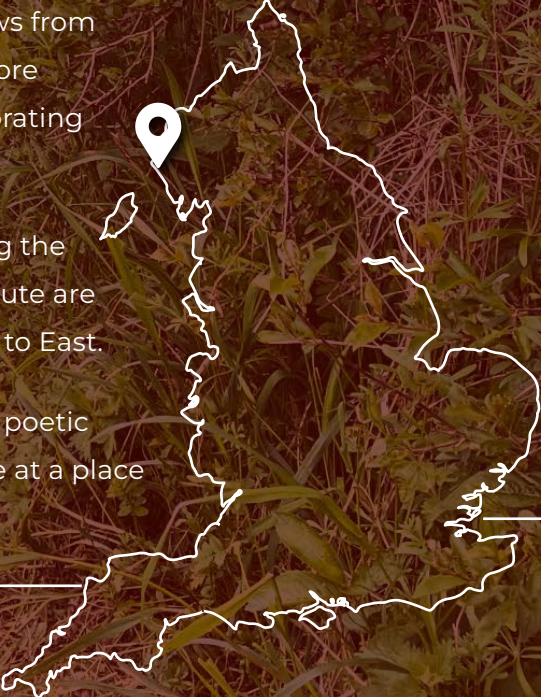 ws from
ore
orating
g the
ute are
to East.
poetic
e at a place